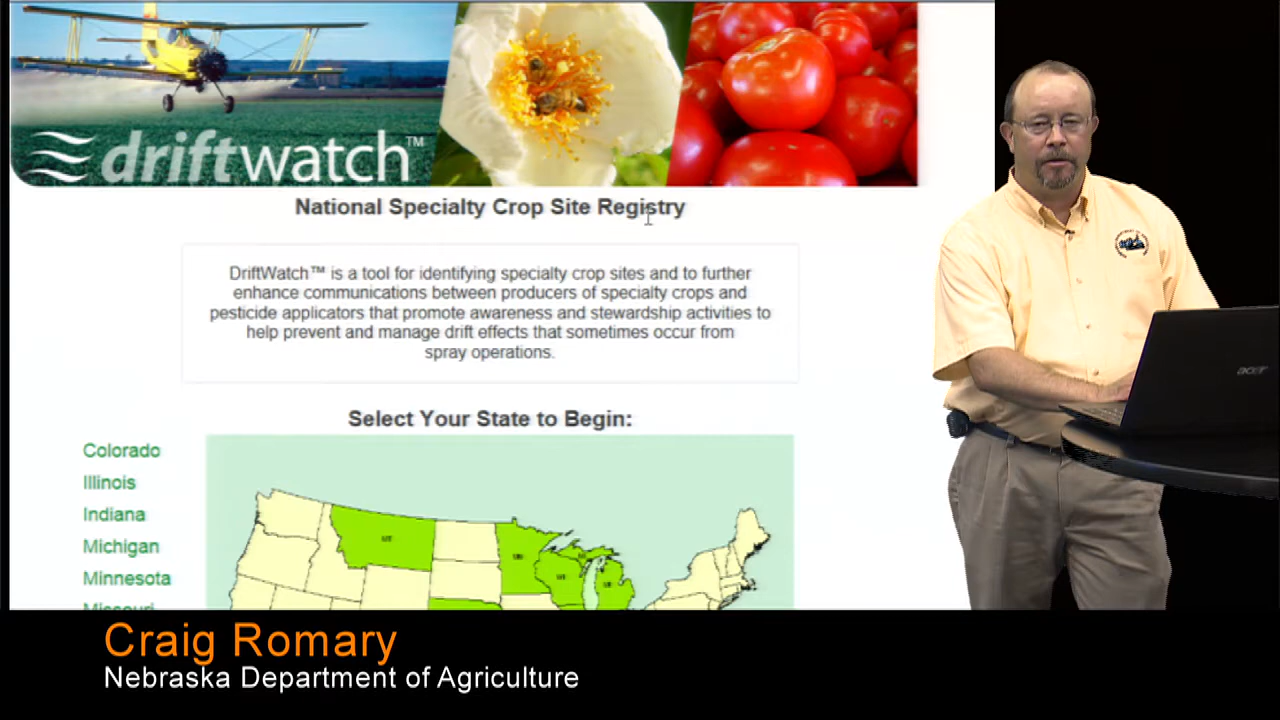 driftwatch™
National Specialty Crop Site Registry
DriftWatch™ is a tool for identifying specialty crop sites and to further
enhance communications between producers of specialty crops and
pesticide applicators that promote awareness and stewardship activities to
help prevent and manage drift effects that sometimes occur from
spray operations.
Select Your State to Begin:
Colorado
Illinois
Indiana
Michigan
Minnesota
Missouri
MT
acer
Craig Romary
Nebraska Department of Agriculture